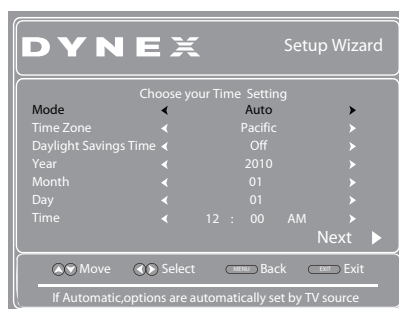 DYNEX Setup Wizard
Choose your Time Setting
Mode Auto
Time Zone Pacific
Daylight Savings Time Off
Year 2010
Month 01
Day 01
Time 12 : 00 AM
Next
Move Select MENU Back EXIT Exit
If Automatic,options are automatically set by TV source